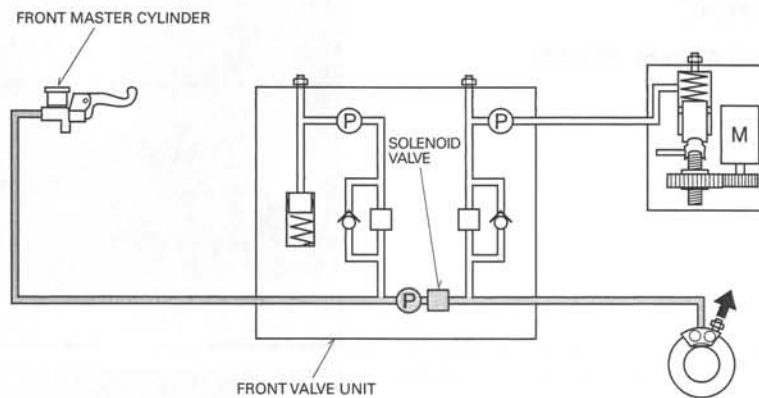 FRONT MASTER CYLINDER
P
P
SOLENOID
VALVE
M
P
FRONT VALVE UNIT